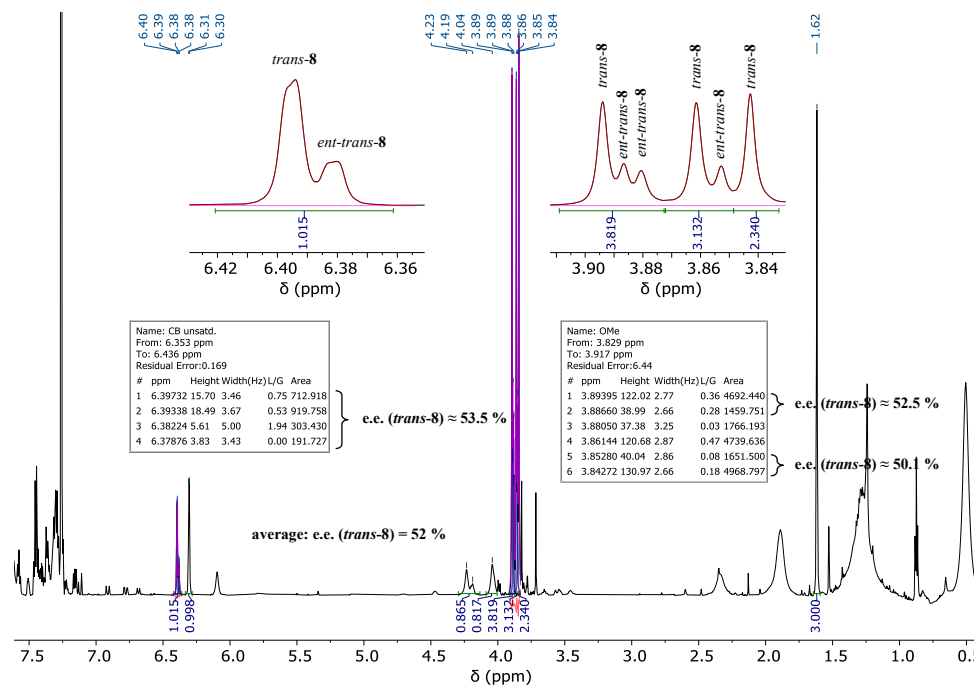 6.40
6.39
6.38
6.38
6.31
6.30
4.23
4.19
4.04
3.89
3.89
3.88
3.86
3.85
3.84
1.62
trans-8
ent-trans-8
1.015
6.42 6.40 6.38 6.36
δ (ppm)
trans-8
ent-trans-8
ent-trans-8
trans-8
ent-trans-8
trans-8
3.819
3.132
2.340
3.90 3.88 3.86 3.84
δ (ppm)
Name: CB unsatd.
From: 6.353 ppm
To: 6.436 ppm
Residual Error:0.169
# ppm Height Width(Hz) L/G Area
1 6.39732 15.70 3.46 0.75 712.918
2 6.39338 18.49 3.67 0.53 919.758
3 6.38224 5.61 5.00 1.94 303.430
4 6.37876 3.83 3.43 0.00 191.727
e.e. (trans-8) ≈ 53.5 %
Name: OMe
From: 3.829 ppm
To: 3.917 ppm
Residual Error:6.44
# ppm Height Width(Hz) L/G Area
1 3.89395 122.02 2.77 0.36 4692.440
2 3.88660 38.99 2.66 0.28 1459.751
3 3.88050 37.38 3.25 0.03 1766.193
4 3.86144 120.68 2.87 0.47 4739.636
5 3.85280 40.04 2.86 0.08 1651.500
6 3.84272 130.97 2.66 0.18 4968.797
e.e. (trans-8) ≈ 52.5 %
e.e. (trans-8) ≈ 50.1 %
average: e.e. (trans-8) = 52 %
1.015
0.998
0.865
0.817
3.819
3.132
2.340
3.000
7.5 7.0 6.5 6.0 5.5 5.0 4.5 4.0 3.5 3.0 2.5 2.0 1.5 1.0 0.5
δ (ppm)